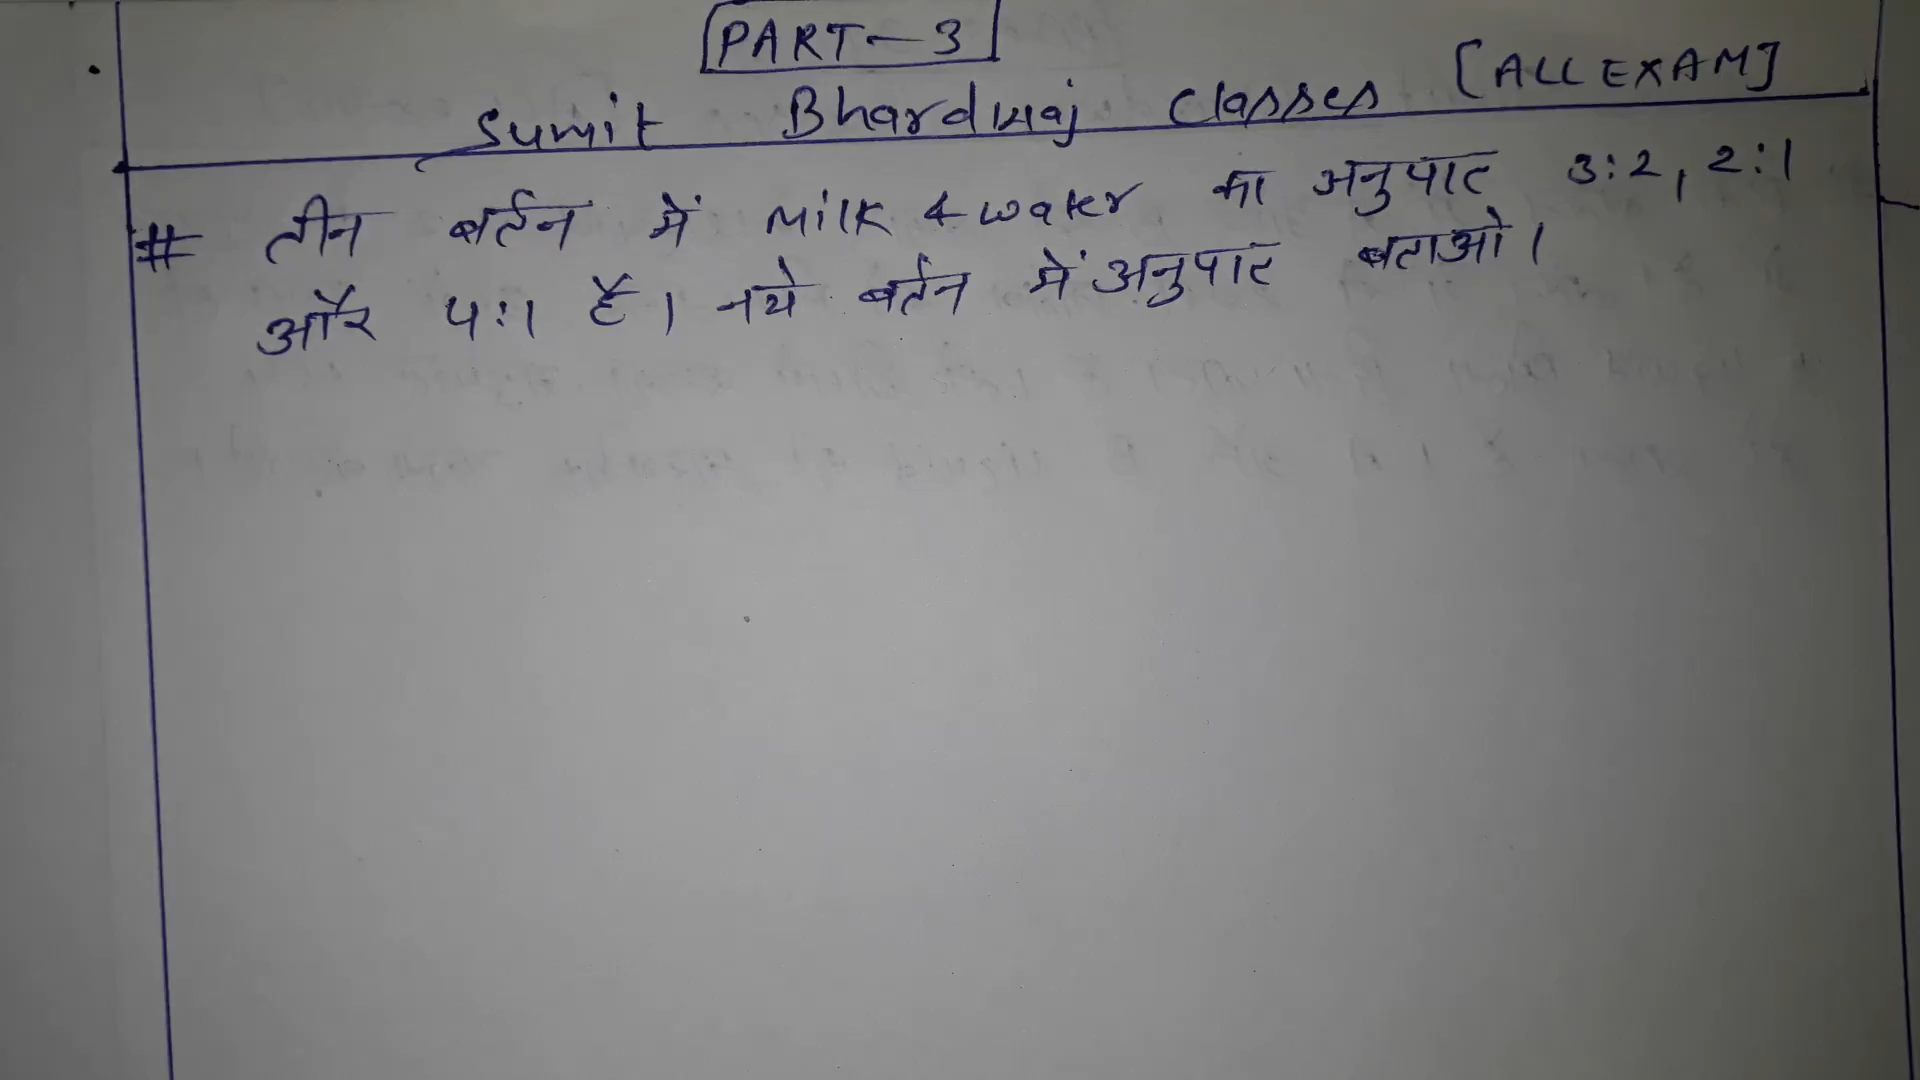 PART-3
Sumit Bhardwaj Classes [ALL EXAM]
# तीन बर्तन में Milk & water का अनुपात 3:2, 2:1
और 4:1 है। नये बर्तन में अनुपात बताओ।